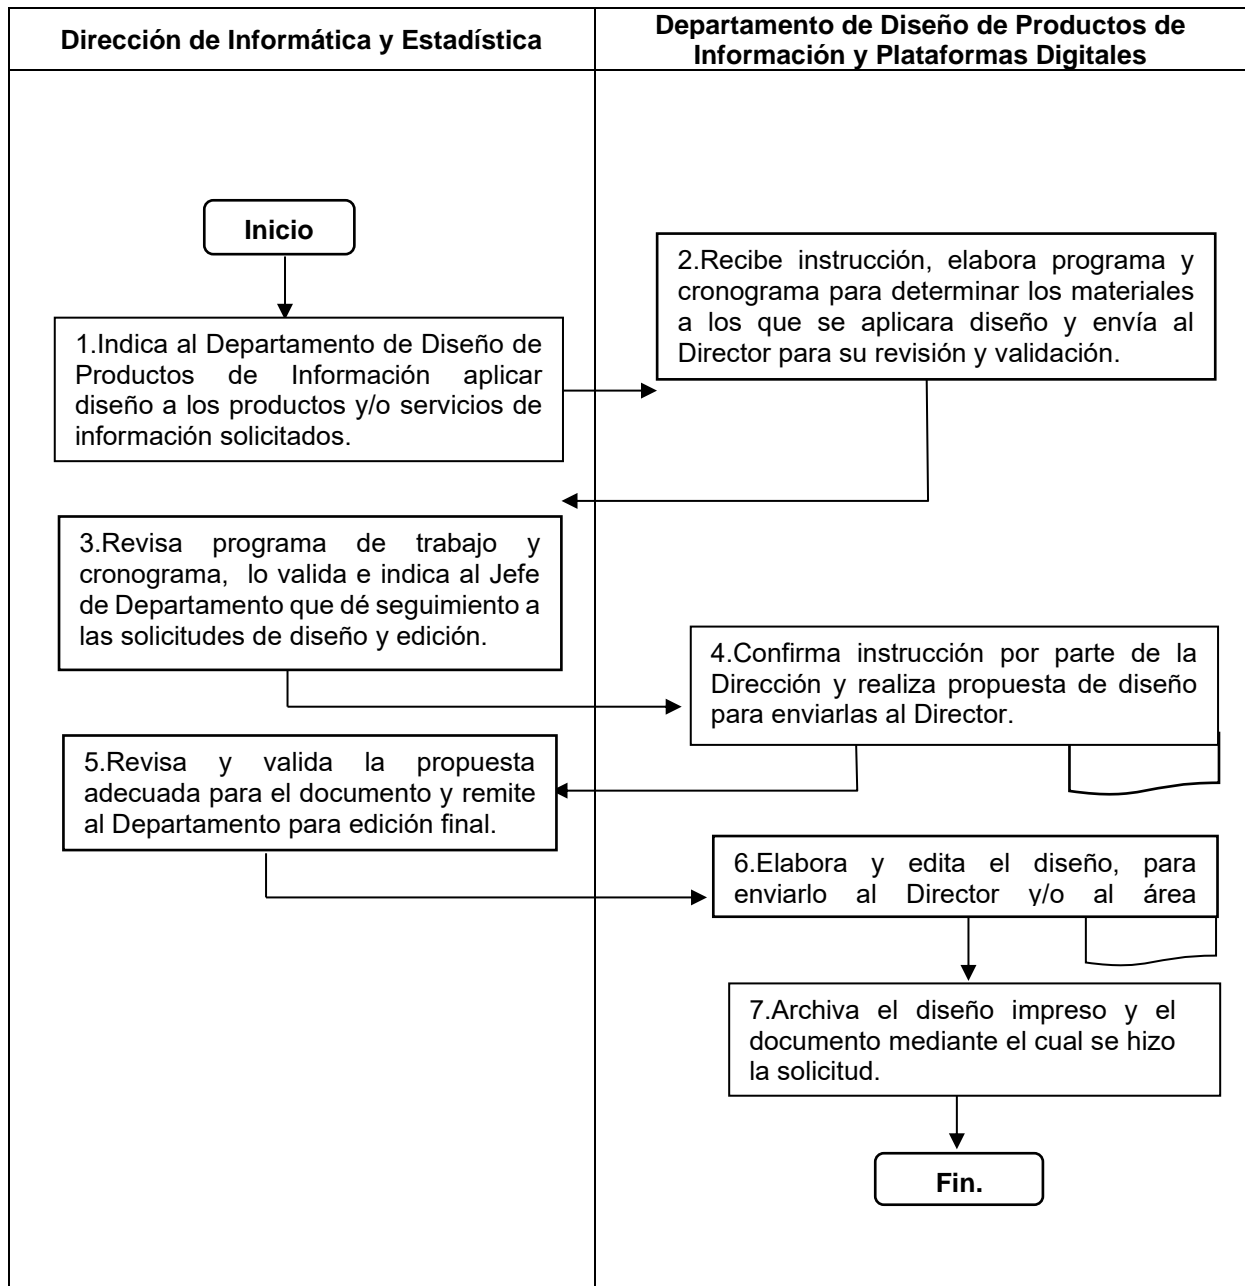 Dirección de Informática y Estadística
Departamento de Diseño de Productos de
Información y Plataformas Digitales
Inicio
1.Indica al Departamento de Diseño de
Productos de Información aplicar
diseño a los productos y/o servicios de
información solicitados.
2.Recibe instrucción, elabora programa y
cronograma para determinar los materiales
a los que se aplicara diseño y envía al
Director para su revisión y validación.
3.Revisa programa de trabajo y
cronograma, lo valida e indica al Jefe
de Departamento que dé seguimiento a
las solicitudes de diseño y edición.
4.Confirma instrucción por parte de la
Dirección y realiza propuesta de diseño
para enviarlas al Director.
5.Revisa y valida la propuesta
adecuada para el documento y remite
al Departamento para edición final.
6.Elabora y edita el diseño, para
enviarlo al Director y/o al área
7.Archiva el diseño impreso y el
documento mediante el cual se hizo
la solicitud.
Fin.